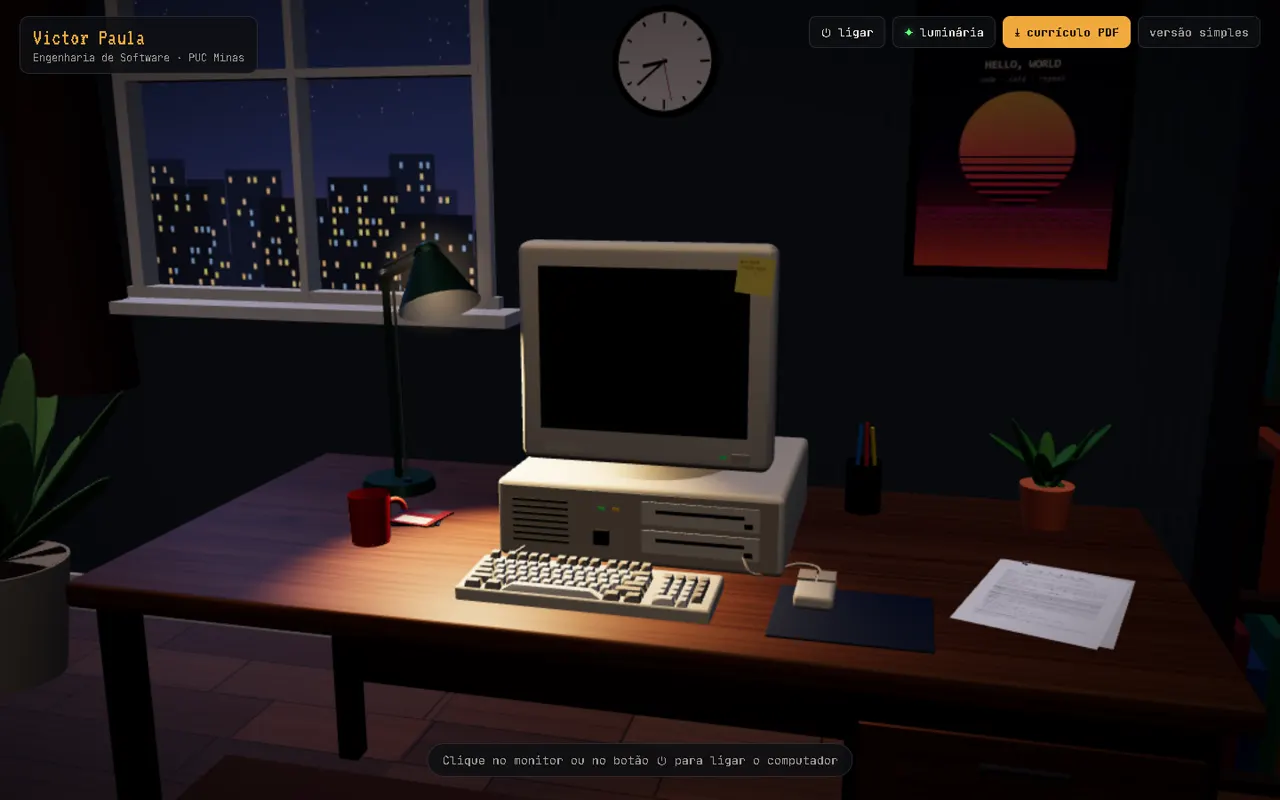 Victor Paula
Engenharia de Software · PUC Minas
⏻ ligar
✦ luminária
⤓ currículo PDF
versão simples
HELLO, WORLD
Clique no monitor ou no botão ⏻ para ligar o computador